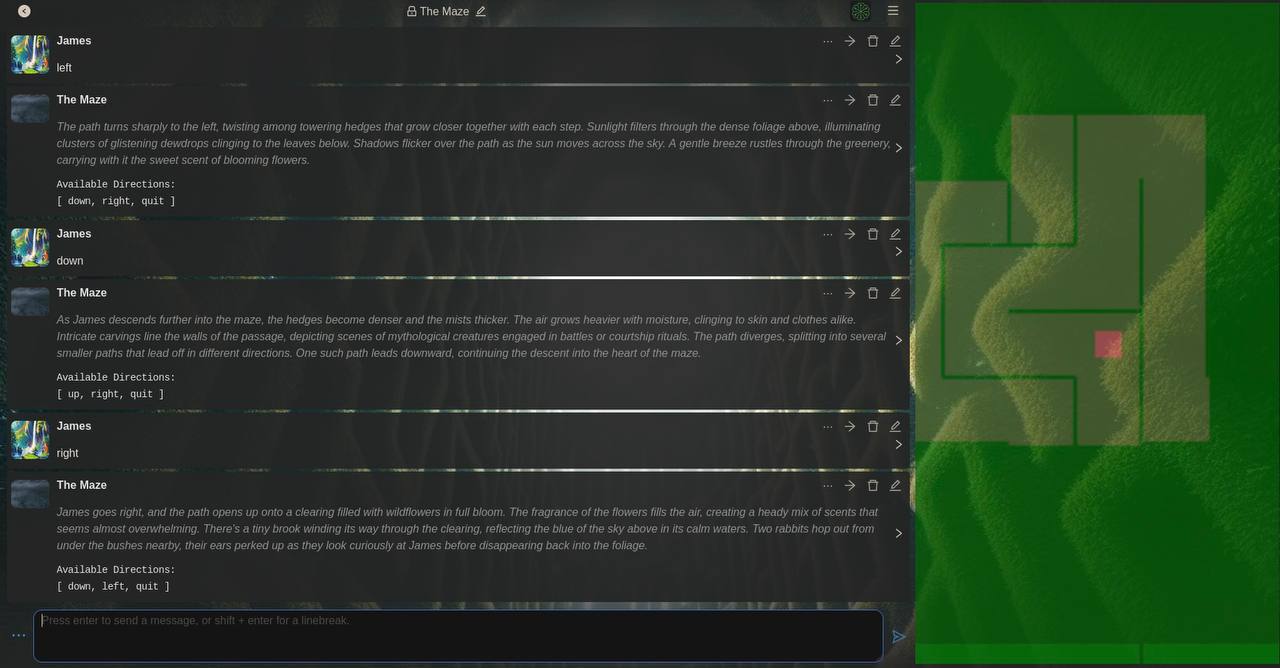 The Maze
James
left
The Maze
The path turns sharply to the left, twisting among towering hedges that grow closer together with each step. Sunlight filters through the dense foliage above, illuminating
clusters of glistening dewdrops clinging to the leaves below. Shadows flicker over the path as the sun moves across the sky. A gentle breeze rustles through the greenery,
carrying with it the sweet scent of blooming flowers.
Available Directions:
[ down, right, quit ]
James
down
The Maze
As James descends further into the maze, the hedges become denser and the mists thicker. The air grows heavier with moisture, clinging to skin and clothes alike.
Intricate carvings line the walls of the passage, depicting scenes of mythological creatures engaged in battles or courtship rituals. The path diverges, splitting into several
smaller paths that lead off in different directions. One such path leads downward, continuing the descent into the heart of the maze.
Available Directions:
[ up, right, quit ]
James
right
The Maze
James goes right, and the path opens up onto a clearing filled with wildflowers in full bloom. The fragrance of the flowers fills the air, creating a heady mix of scents that
seems almost overwhelming. There's a tiny brook winding its way through the clearing, reflecting the blue of the sky above in its calm waters. Two rabbits hop out from
under the bushes nearby, their ears perked up as they look curiously at James before disappearing back into the foliage.
Available Directions:
[ down, left, quit ]
Press enter to send a message, or shift + enter for a linebreak.